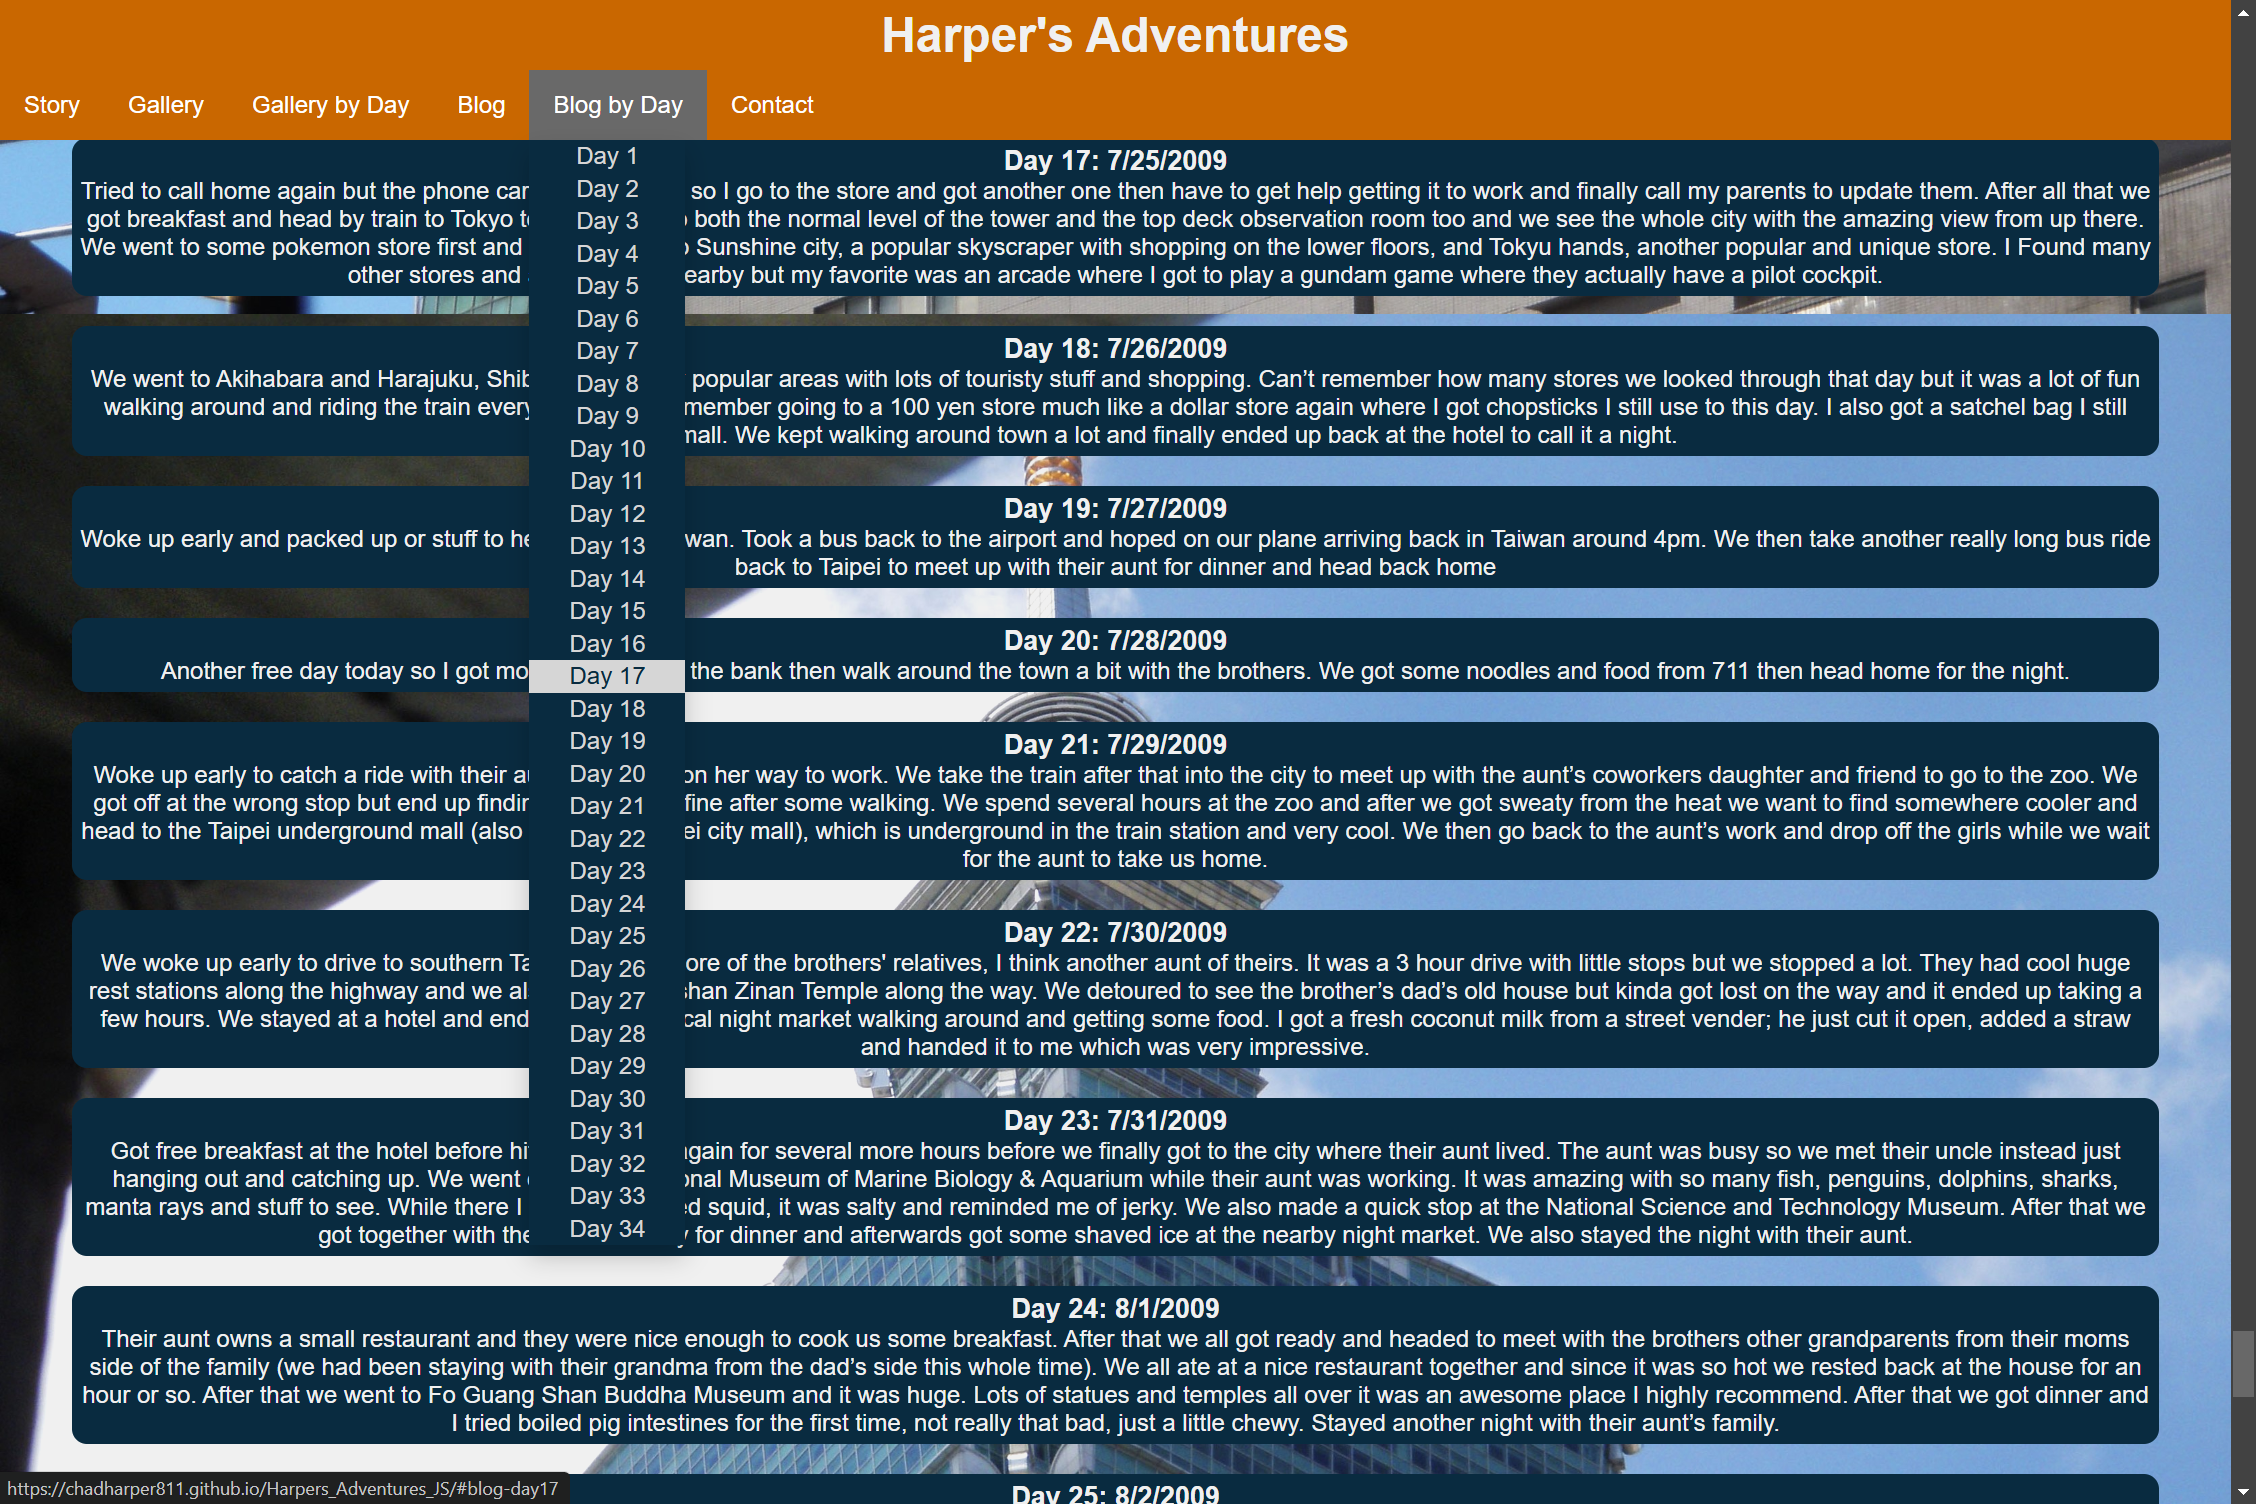 Harper's Adventures
Story Gallery Gallery by Day Blog Blog by Day Contact
Day 1
Day 2
Day 3
Day 4
Day 5
Day 6
Day 7
Day 8
Day 9
Day 10
Day 11
Day 12
Day 13
Day 14
Day 15
Day 16
Day 17
Day 18
Day 19
Day 20
Day 21
Day 22
Day 23
Day 24
Day 25
Day 26
Day 27
Day 28
Day 29
Day 30
Day 31
Day 32
Day 33
Day 34
Day 17: 7/25/2009
Tried to call home again but the phone so I go to the store and got another one then have to get help getting it to work and finally call my parents to update them. After all that we
got breakfast and head by train to Tokyo both the normal level of the tower and the top deck observation room too and we see the whole city with the amazing view from up there.
We went to some pokemon store first and Sunshine city, a popular skyscraper with shopping on the lower floors, and Tokyu hands, another popular and unique store. I Found many
other stores and but my favorite was an arcade where I got to play a gundam game where they actually have a pilot cockpit.
Day 18: 7/26/2009
We went to Akihabara and Harajuku, popular areas with lots of touristy stuff and shopping. Can’t remember how many stores we looked through that day but it was a lot of fun
walking around and riding the train going to a 100 yen store much like a dollar store again where I got chopsticks I still use to this day. I also got a satchel bag I still
mall. We kept walking around town a lot and finally ended up back at the hotel to call it a night.
Day 19: 7/27/2009
Woke up early and packed up or stuff to Took a bus back to the airport and hoped on our plane arriving back in Taiwan around 4pm. We then take another really long bus ride
back to Taipei to meet up with their aunt for dinner and head back home
Day 20: 7/28/2009
Another free day today so I got the bank then walk around the town a bit with the brothers. We got some noodles and food from 711 then head home for the night.
Day 21: 7/29/2009
Woke up early to catch a ride with their on her way to work. We take the train after that into the city to meet up with the aunt’s coworkers daughter and friend to go to the zoo. We
got off at the wrong stop but end up fine after some walking. We spend several hours at the zoo and after we got sweaty from the heat we want to find somewhere cooler and
head to the Taipei underground mall (also city mall), which is underground in the train station and very cool. We then go back to the aunt’s work and drop off the girls while we wait
for the aunt to take us home.
Day 22: 7/30/2009
We woke up early to drive to southern of the brothers' relatives, I think another aunt of theirs. It was a 3 hour drive with little stops but we stopped a lot. They had cool huge
rest stations along the highway and we Zinan Temple along the way. We detoured to see the brother’s dad’s old house but kinda got lost on the way and it ended up taking a
few hours. We stayed at a hotel and night market walking around and getting some food. I got a fresh coconut milk from a street vender; he just cut it open, added a straw
and handed it to me which was very impressive.
Day 23: 7/31/2009
Got free breakfast at the hotel before for several more hours before we finally got to the city where their aunt lived. The aunt was busy so we met their uncle instead just
hanging out and catching up. We went Museum of Marine Biology & Aquarium while their aunt was working. It was amazing with so many fish, penguins, dolphins, sharks,
manta rays and stuff to see. While there I squid, it was salty and reminded me of jerky. We also made a quick stop at the National Science and Technology Museum. After that we
got together with for dinner and afterwards got some shaved ice at the nearby night market. We also stayed the night with their aunt.
Day 24: 8/1/2009
Their aunt owns a small restaurant and they were nice enough to cook us some breakfast. After that we all got ready and headed to meet with the brothers other grandparents from their moms
side of the family (we had been staying with their grandma from the dad’s side this whole time). We all ate at a nice restaurant together and since it was so hot we rested back at the house for an
hour or so. After that we went to Fo Guang Shan Buddha Museum and it was huge. Lots of statues and temples all over it was an awesome place I highly recommend. After that we got dinner and
I tried boiled pig intestines for the first time, not really that bad, just a little chewy. Stayed another night with their aunt’s family.
Day 25: 8/2/2009
https://chadharper811.github.io/Harpers_Adventures_JS/#blog-day17